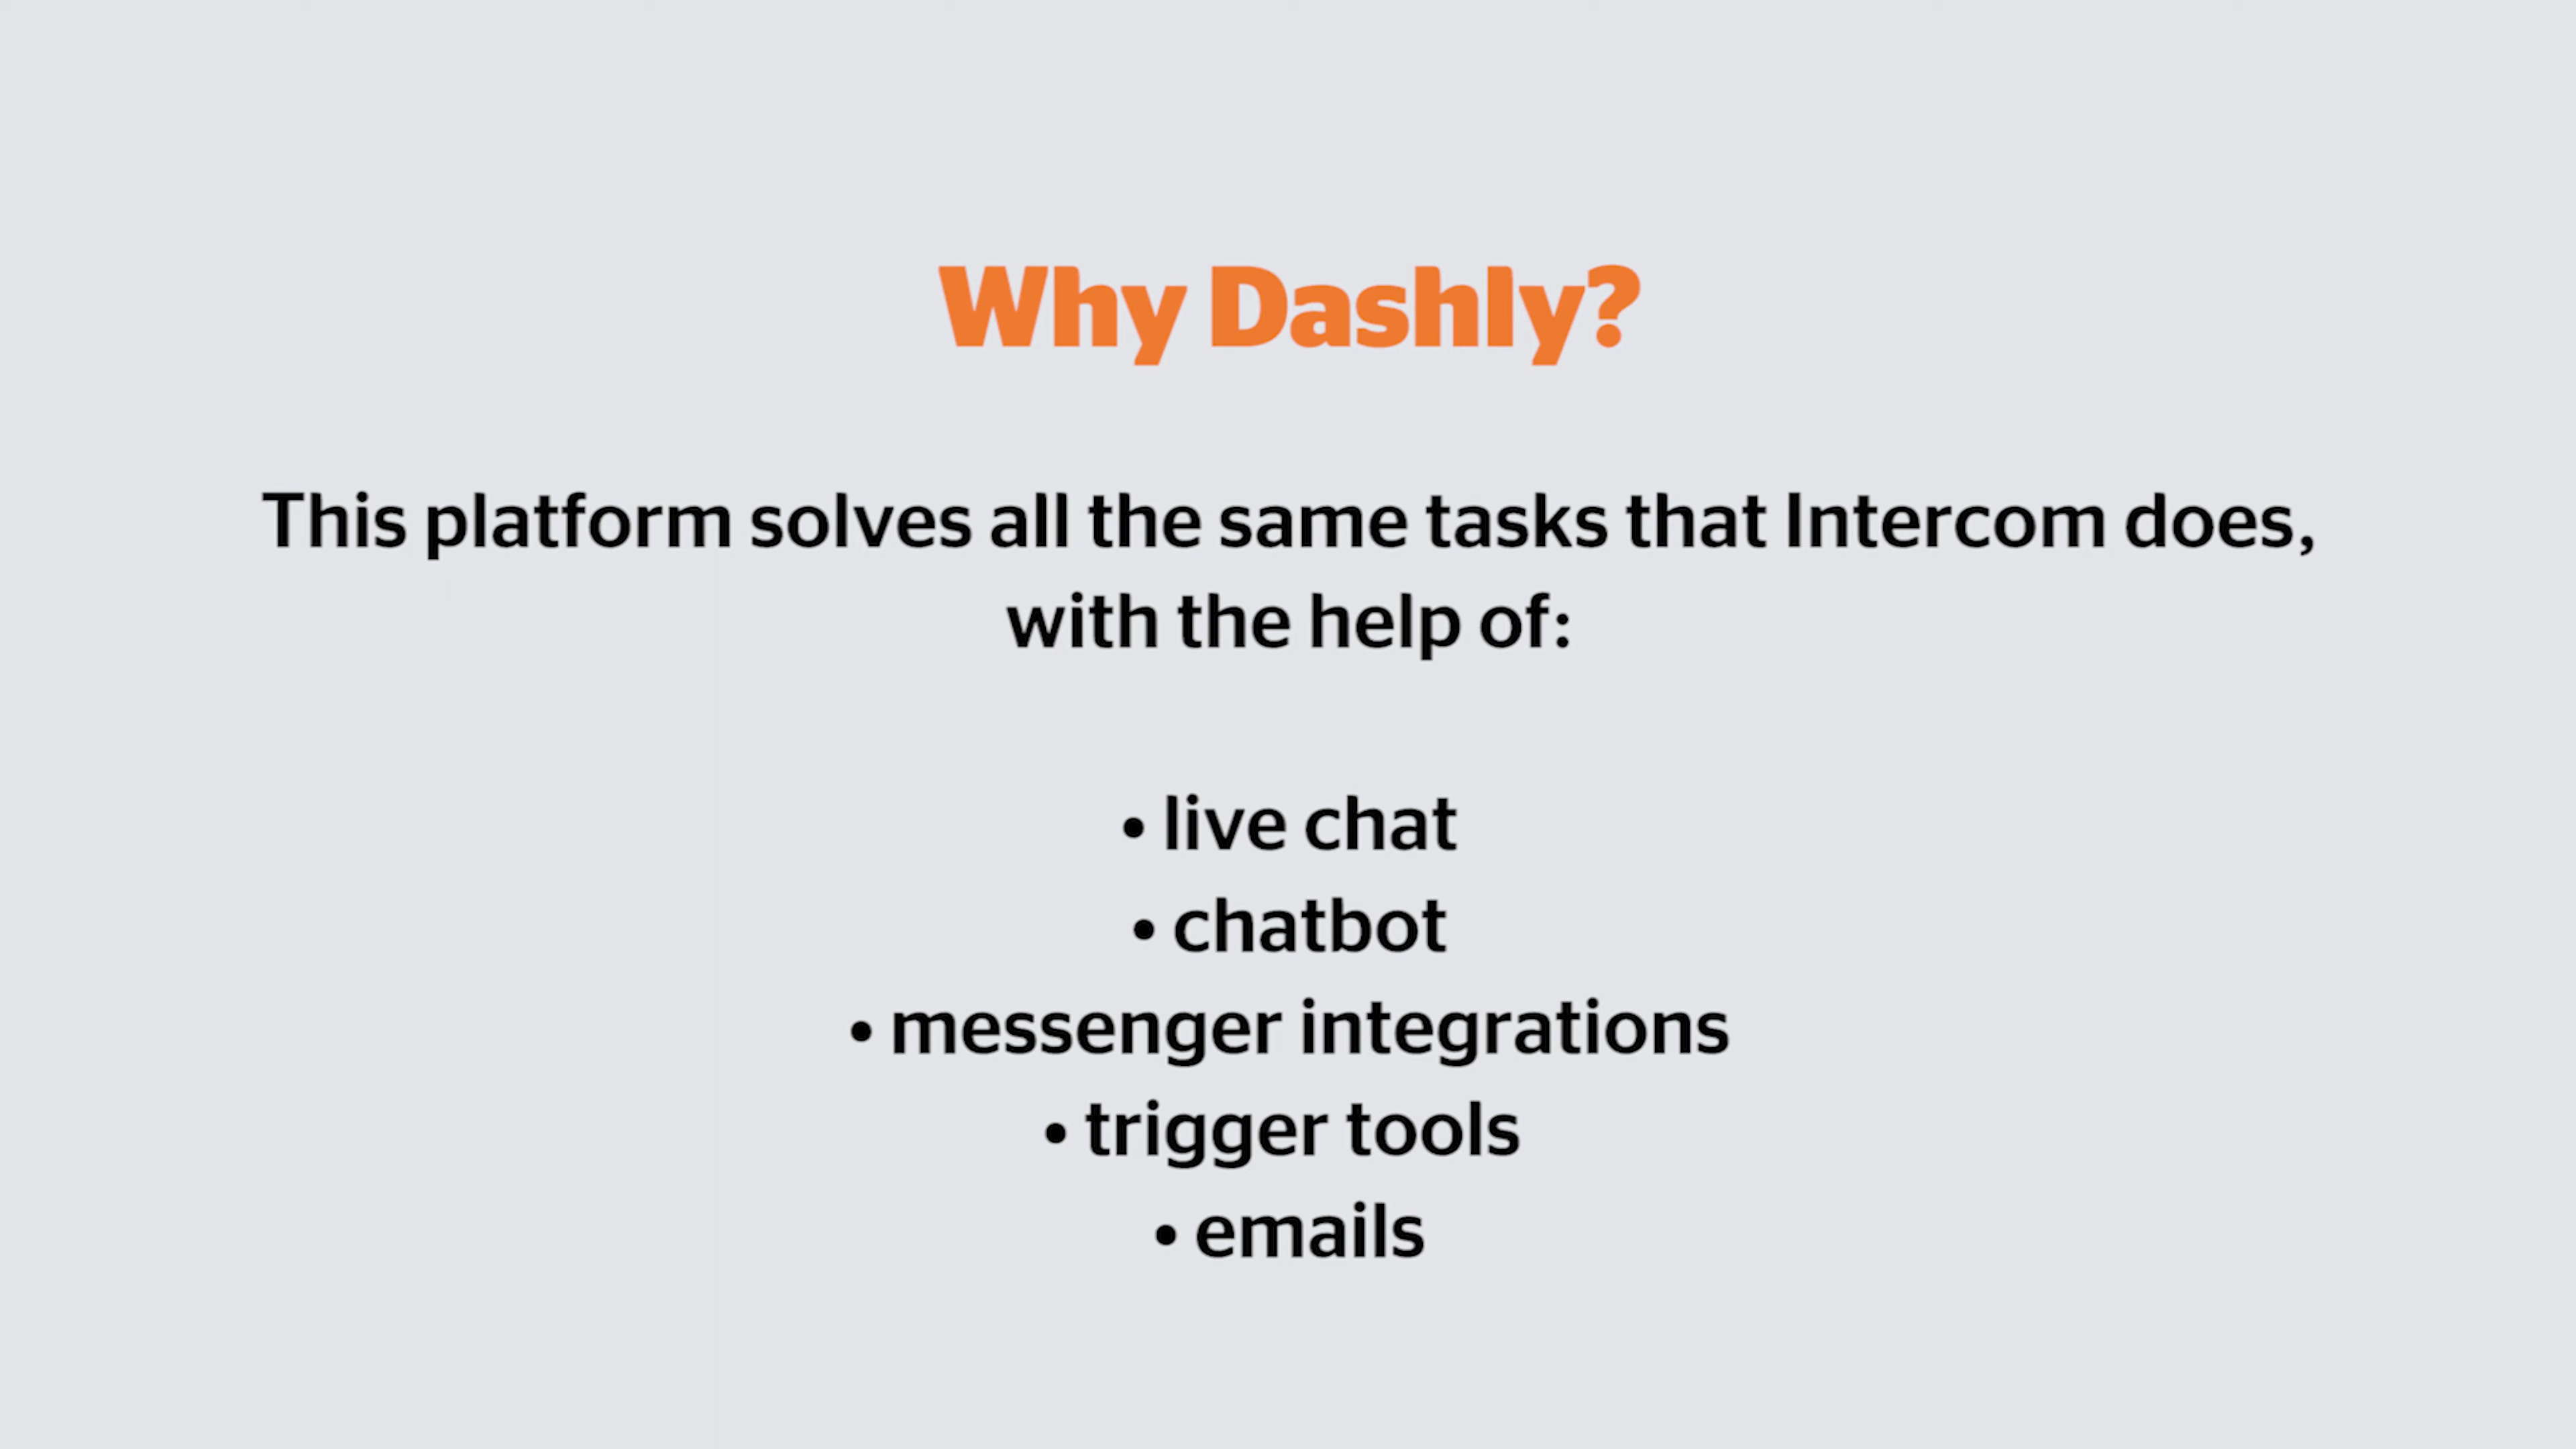 Why Dashly?
This platform solves all the same tasks that Intercom does,
with the help of:
• live chat
• chatbot
• messenger integrations
• trigger tools
• emails